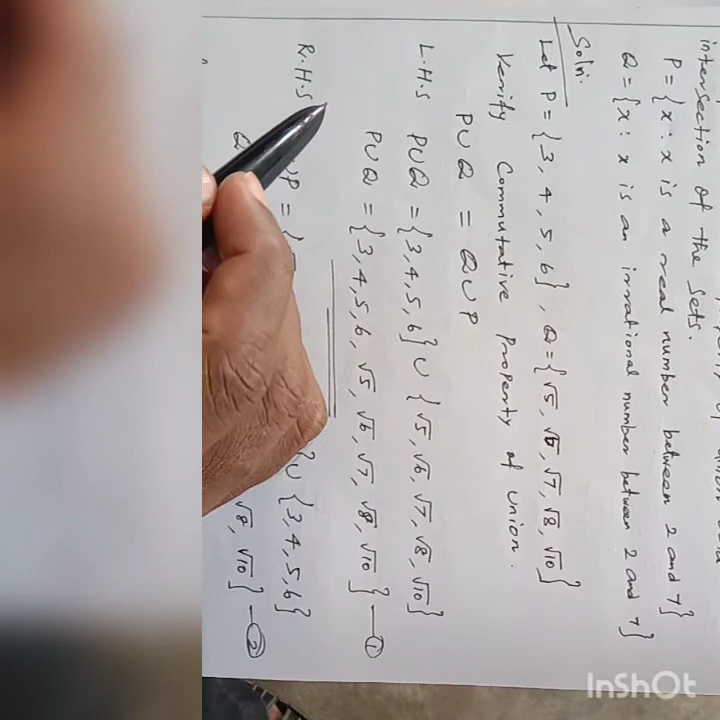 intersection of the sets.
P = {x : x is a real number between 2 and 7}
Q = {x : x is an irrational number between 2 and 7}
Soln.
Let P = {3, 4, 5, 6}, Q = {√5, √6, √7, √8, √10}
Verify Commutative Property of Union.
P∪Q = Q∪P
L.H.S P∪Q = {3, 4, 5, 6} ∪ {√5, √6, √7, √8, √10}
P∪Q = {3, 4, 5, 6, √5, √6, √7, √8, √10} — ①
R.H.S ∪P = { } ∪ {3, 4, 5, 6}
Q √8, √10} — ②
InShOt